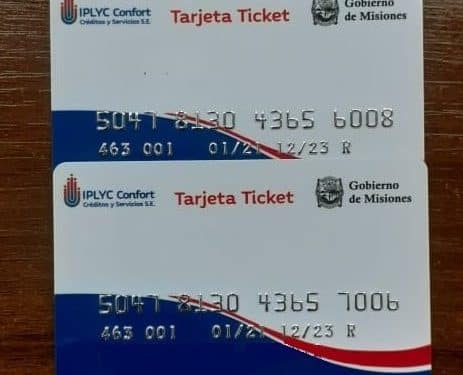 IPLYC Confort
Créditos y Servicios S.E.
Tarjeta Ticket
Gobierno
de Misiones
5047 8130 4365 6008
463 001 01/21 12/23 R
IPLYC Confort
Créditos y Servicios S.E.
Tarjeta Ticket
Gobierno
de Misiones
5047 8130 4365 7006
463 001 01/21 12/23 R